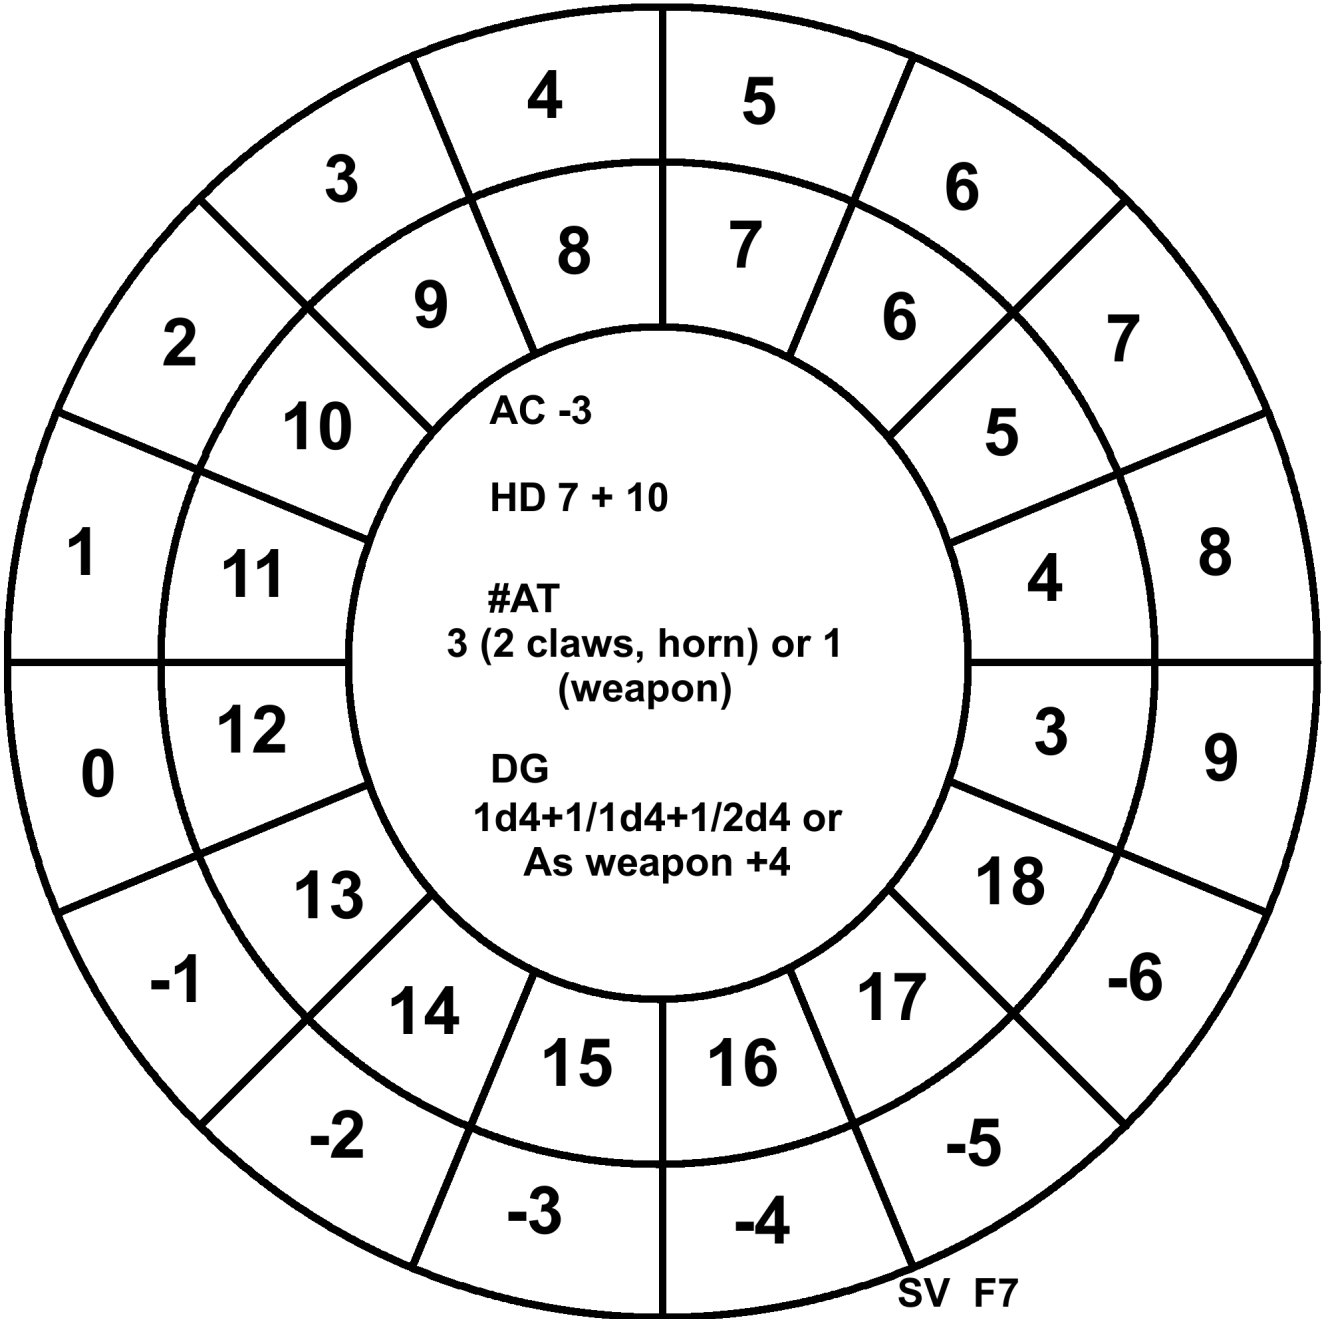 4 5
3 6
8 7
9 6
2 7
10 5
AC -3
HD 7 + 10
1 8
11 4
#AT
3 (2 claws, horn) or 1
(weapon)
12 3
0 9
DG
1d4+1/1d4+1/2d4 or
As weapon +4
13 18
-1 -6
14 17
15 16
-2 -5
-3 -4
SV F7